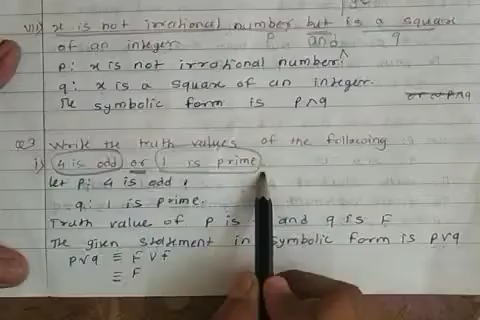 vii) x is not irrational number but is a square
of an integer p and q
p: x is not irrational number.
q: x is a square of an integer.
The symbolic form is p∧q
Q3 Write the truth values of the following
i) 4 is odd or 1 is prime
Let p: 4 is odd
q: 1 is prime.
Truth value of p is and q is F
The given statement in symbolic form is p∨q
p∨q ≡ F ∨ F
≡ F